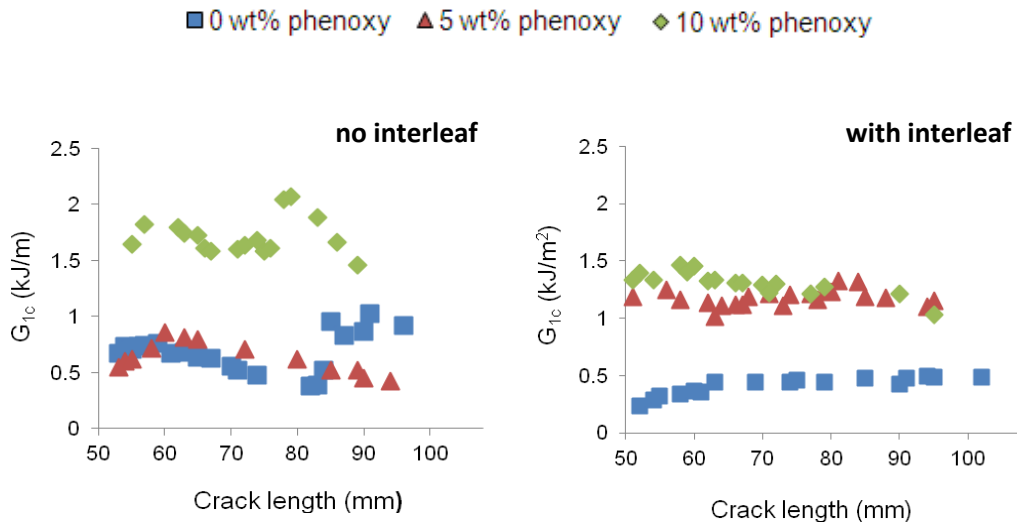 0 wt% phenoxy 5 wt% phenoxy 10 wt% phenoxy
no interleaf
2.5
2
1.5
1
0.5
0
G1c (kJ/m)
50 60 70 80 90 100
Crack length (mm)
with interleaf
2.5
2
1.5
1
0.5
0
G1c (kJ/m²)
50 60 70 80 90 100
Crack length (mm)